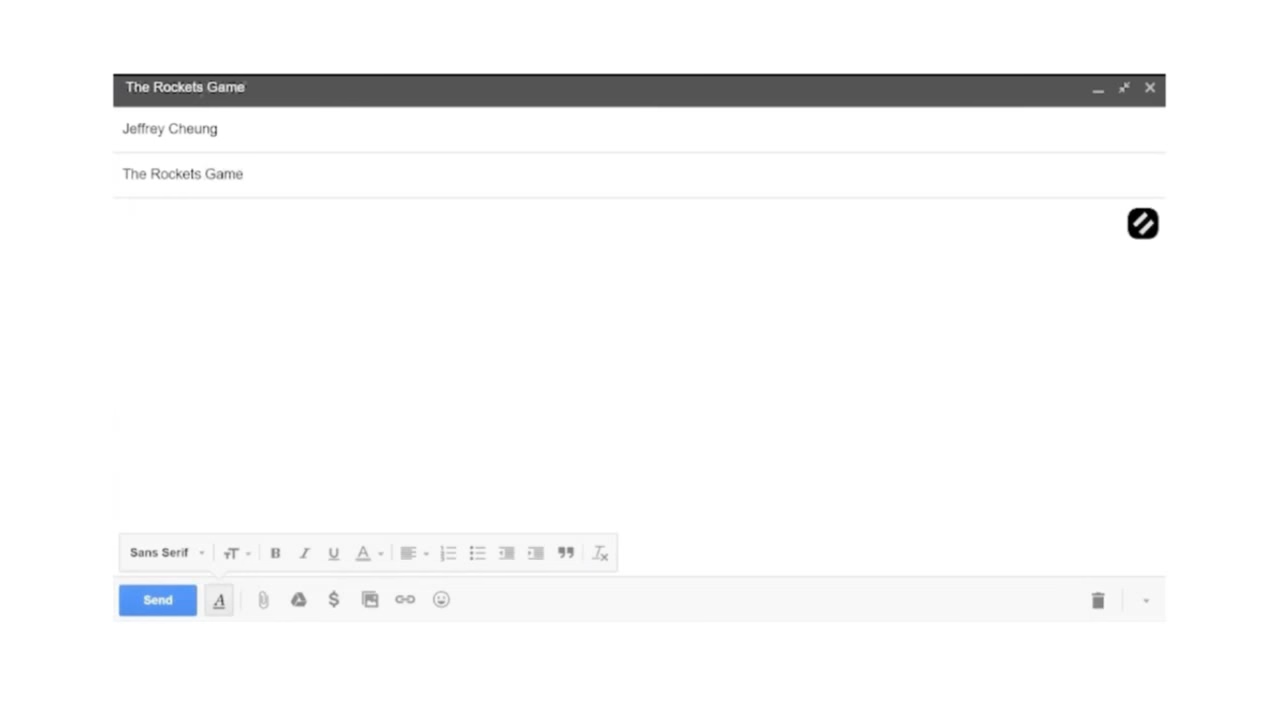 The Rockets Game
Jeffrey Cheung
The Rockets Game
Sans Serif
Send